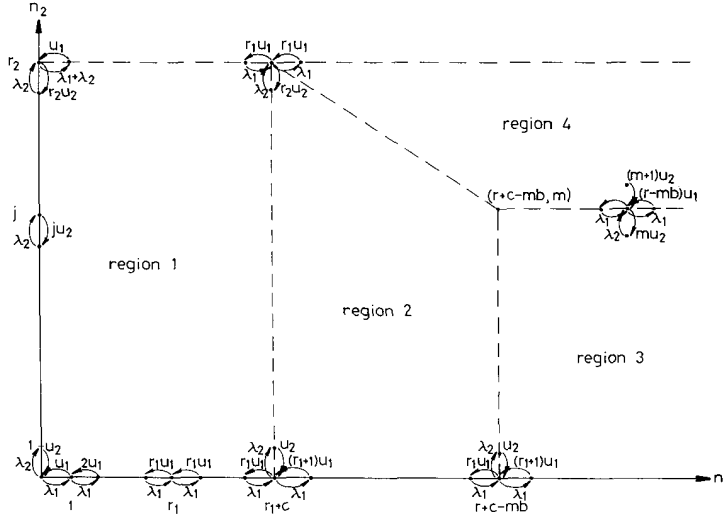 n₂
u₁ r₁u₁ r₁u₁
r₂
λ₁+λ₂ λ₁ λ₁
λ₂ r₂u₂ λ₂ r₂u₂
region 4
(m+1)u₂
(r+c-mb, m) (r-mb)u₁
j
λ₁ λ₁
λ₂ ju₂ λ₂ mu₂
region 1
region 2
region 3
1 u₂ λ₂ u₂ λ₂ u₂
λ₂ u₁ 2u₁ r₁u₁ r₁u₁ r₁u₁ (r₁+1)u₁ r₁u₁ (r₁+1)u₁
n
λ₁ λ₁ λ₁ λ₁ λ₁ λ₁ λ₁ λ₁
1 r₁ r₁+c r+c-mb